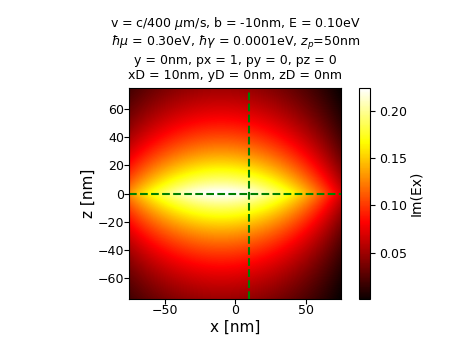 v = c/400 μm/s, b = -10nm, E = 0.10eV
ℏμ = 0.30eV, ℏγ = 0.0001eV, z_p=50nm
y = 0nm, px = 1, py = 0, pz = 0
xD = 10nm, yD = 0nm, zD = 0nm
60
40
20
0
−20
−40
−60
z [nm]
−50
0
50
x [nm]
0.20
0.15
0.10
0.05
Im(Ex)